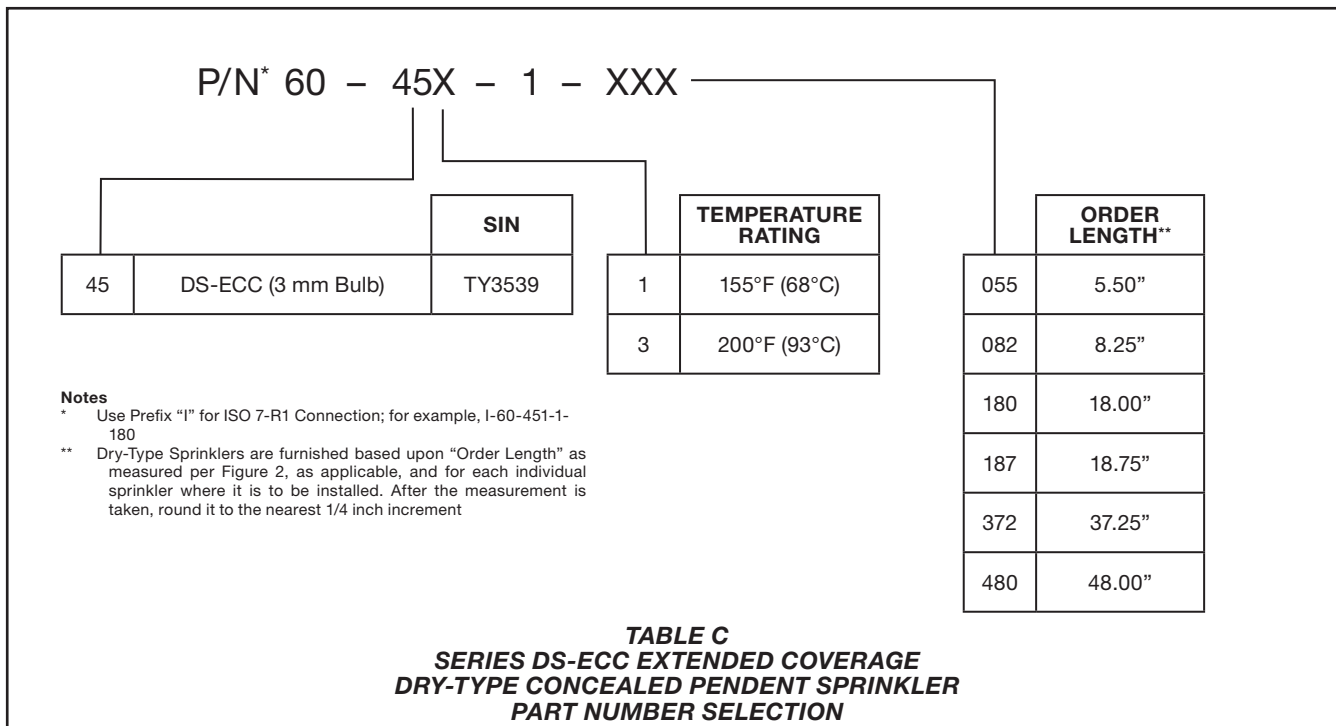 P/N* 60 – 45X – 1 – XXX
SIN
45 DS-ECC (3 mm Bulb) TY3539
TEMPERATURE
RATING
1 155°F (68°C)
3 200°F (93°C)
ORDER
LENGTH**
055 5.50”
082 8.25”
180 18.00”
187 18.75”
372 37.25”
480 48.00”
Notes
* Use Prefix “I” for ISO 7-R1 Connection; for example, I-60-451-1-
180
** Dry-Type Sprinklers are furnished based upon “Order Length” as
measured per Figure 2, as applicable, and for each individual
sprinkler where it is to be installed. After the measurement is
taken, round it to the nearest 1/4 inch increment
TABLE C
SERIES DS-ECC EXTENDED COVERAGE
DRY-TYPE CONCEALED PENDENT SPRINKLER
PART NUMBER SELECTION